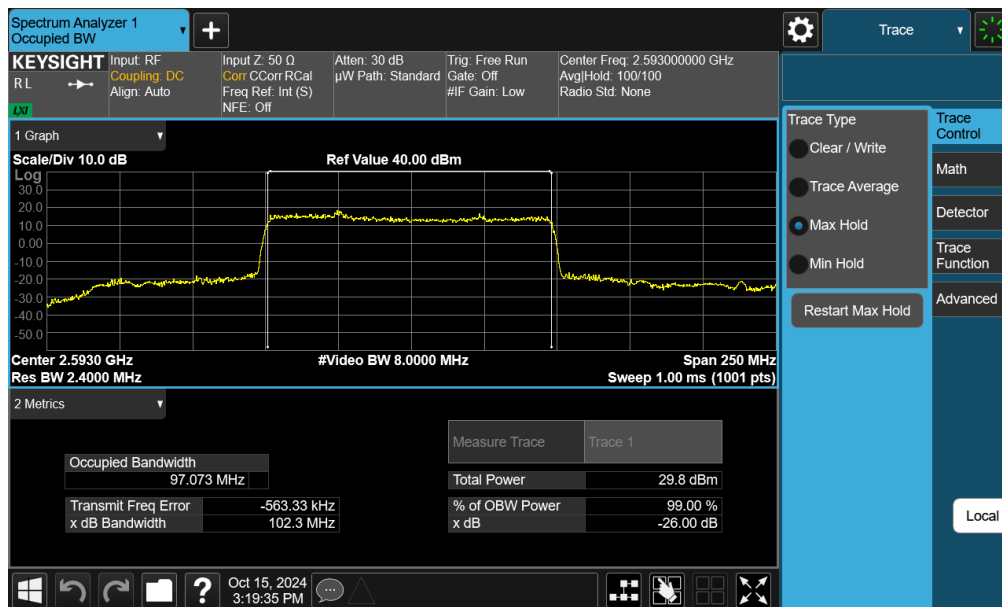 Spectrum Analyzer 1
Occupied BW
+
Trace
KEYSIGHT
R L
LXI
Input: RF
Coupling: DC
Align: Auto
Input Z: 50 Ω
Corr CCorr RCal
Freq Ref: Int (S)
NFE: Off
Atten: 30 dB
µW Path: Standard
Trig: Free Run
Gate: Off
#IF Gain: Low
Center Freq: 2.593000000 GHz
Avg|Hold: 100/100
Radio Std: None
1 Graph
Scale/Div 10.0 dB
Ref Value 40.00 dBm
Log
30.0
20.0
10.0
0.00
-10.0
-20.0
-30.0
-40.0
-50.0
Center 2.5930 GHz
#Video BW 8.0000 MHz
Span 250 MHz
Res BW 2.4000 MHz
Sweep 1.00 ms (1001 pts)
2 Metrics
Measure Trace
Trace 1
Occupied Bandwidth
97.073 MHz
Total Power
29.8 dBm
Transmit Freq Error
-563.33 kHz
% of OBW Power
99.00 %
x dB Bandwidth
102.3 MHz
x dB
-26.00 dB
Trace Type
Clear / Write
Trace Average
Max Hold
Min Hold
Restart Max Hold
Trace
Control
Math
Detector
Trace
Function
Advanced
Local
?
Oct 15, 2024
3:19:35 PM